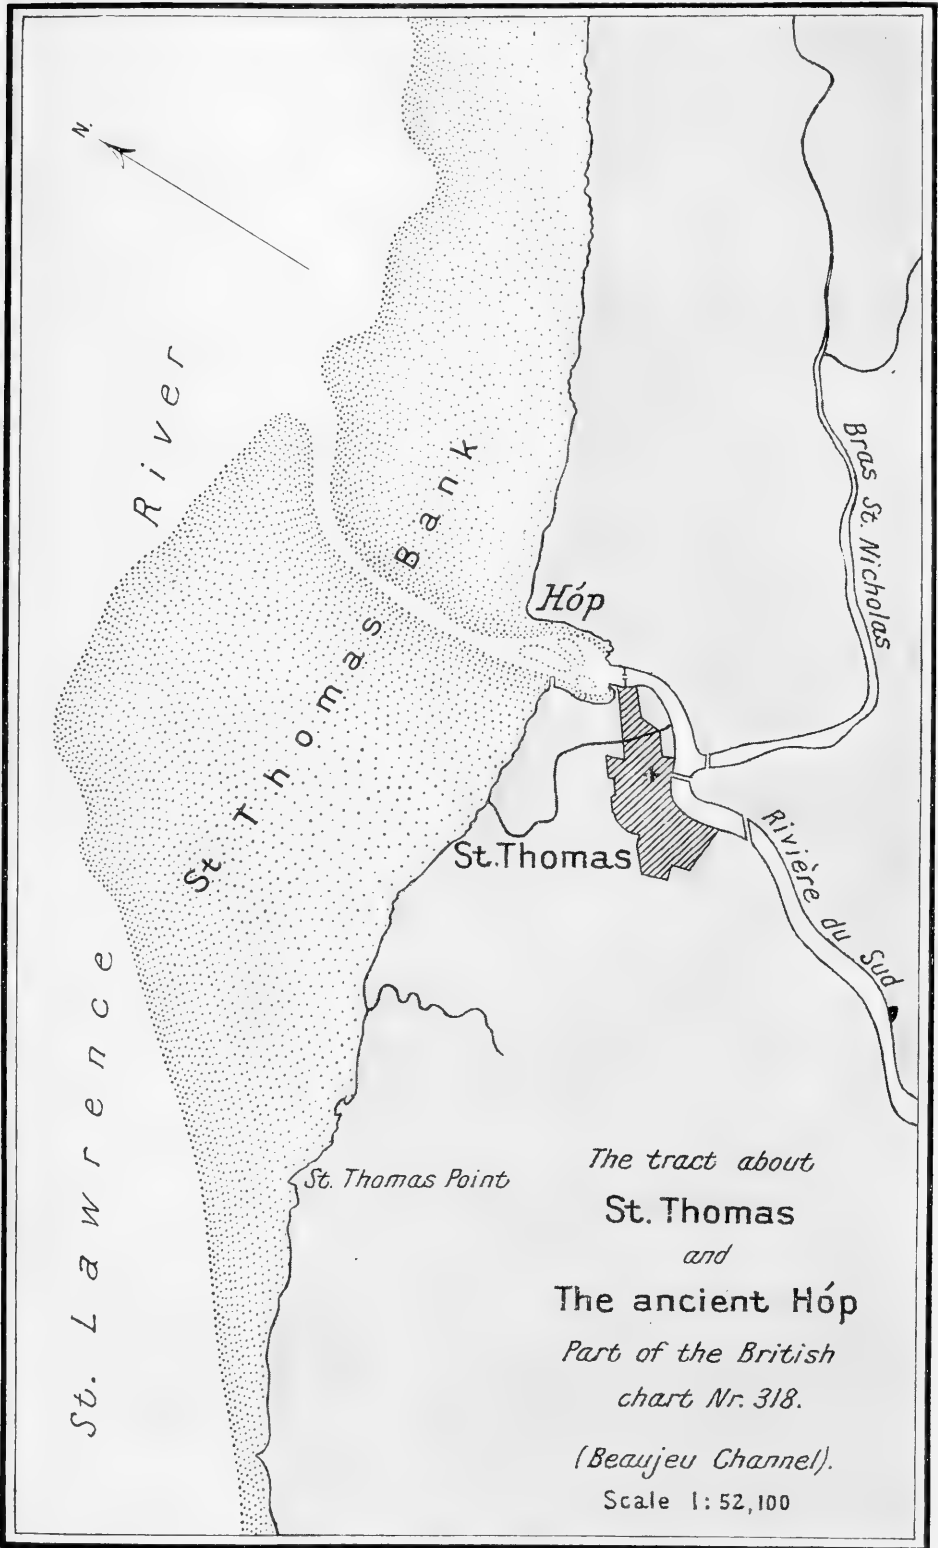 N.
River
St. Lawrence
St Thomas Bank
Hóp
Bras St. Nicholas
St. Thomas
Rivière du Sud
St. Thomas Point
The tract about
St. Thomas
and
The ancient Hóp
Part of the British
chart Nr. 318.
(Beaujeu Channel).
Scale 1:52,100